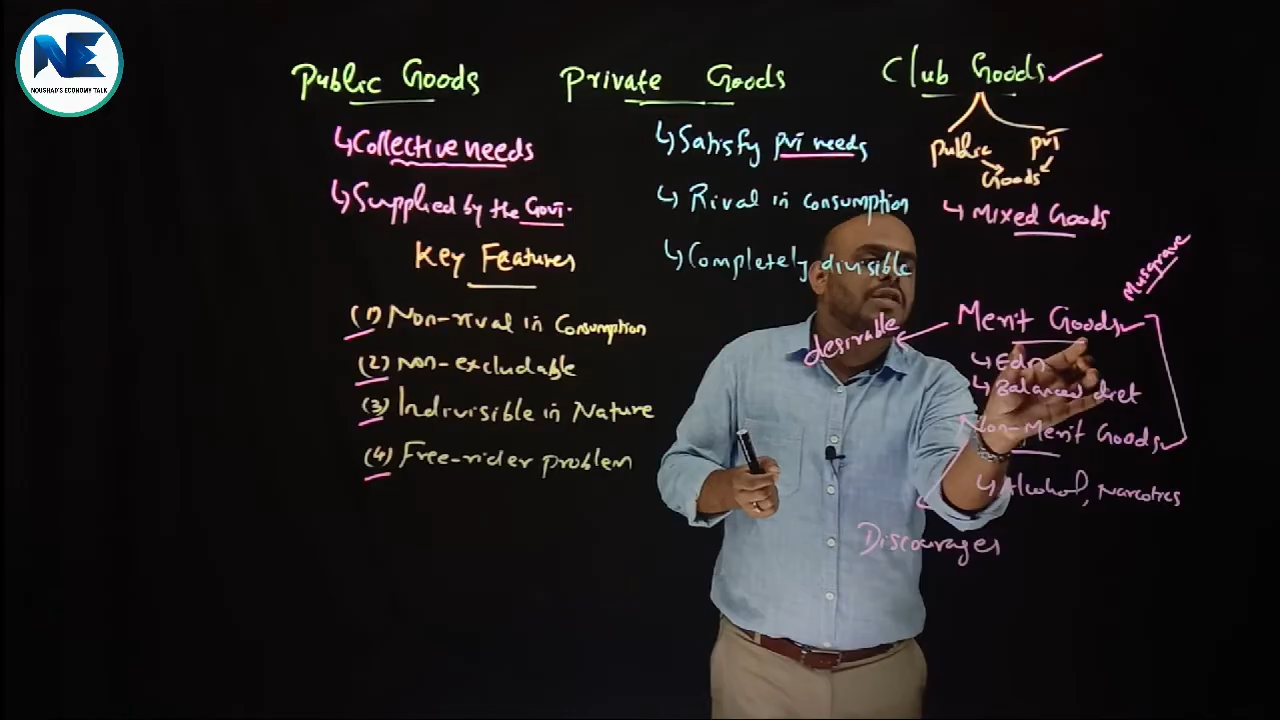 NE
NOUSHAD'S ECONOMY TALK
Public Goods
↳ Collective needs
↳ Supplied by the Govt.
Key Features
(1) Non-rival in Consumption
(2) Non-excludable
(3) Indivisible in Nature
(4) Free-rider problem
Private Goods
↳ Satisfy pvt needs
↳ Rival in consumption
↳ Completely divisible
Club Goods ✓
Public pvt
Goods
↳ Mixed Goods
Musgrave
Merit Goods
desirable
↳ Edn
↳ Balanced diet
Non-Merit Goods
↳ Alcohol, Narcotics
Discourages